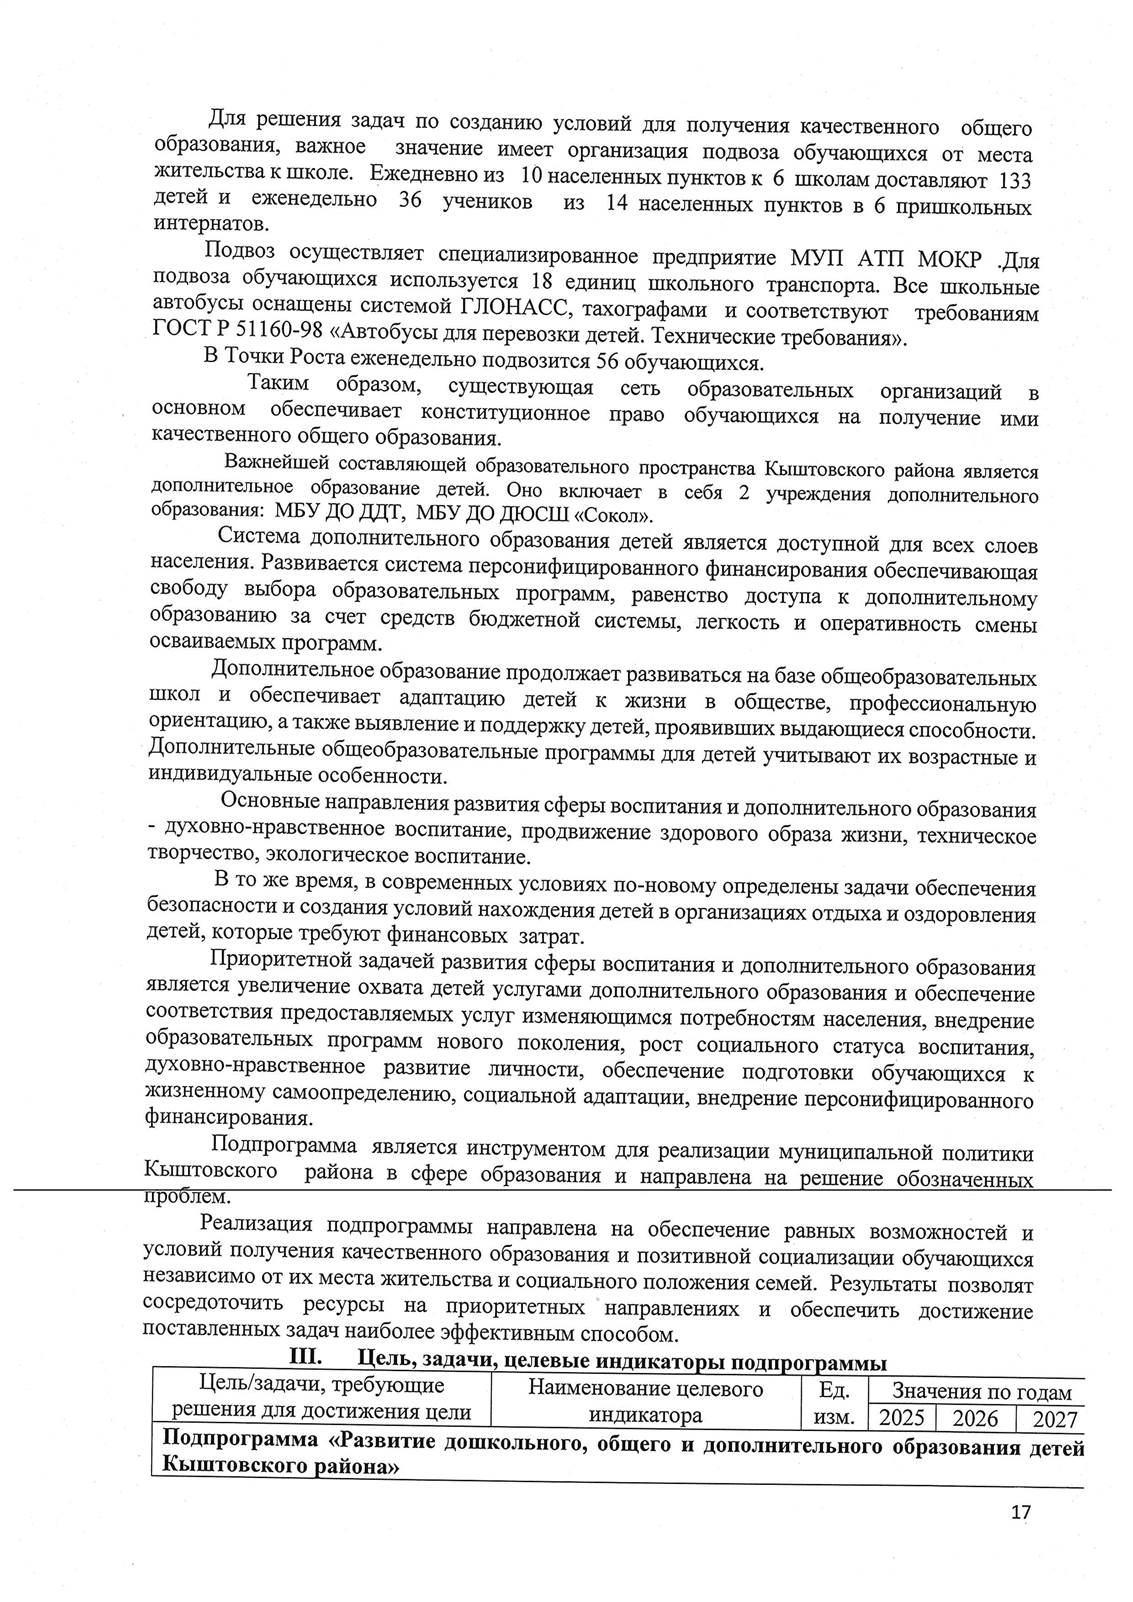 Для решения задач по созданию условий для получения качественного общего
образования, важное значение имеет организация подвоза обучающихся от места
жительства к школе. Ежедневно из 10 населенных пунктов к 6 школам доставляют 133
детей и еженедельно 36 учеников из 14 населенных пунктов в 6 пришкольных
интернатов.
Подвоз осуществляет специализированное предприятие МУП АТП МОКР .Для
подвоза обучающихся используется 18 единиц школьного транспорта. Все школьные
автобусы оснащены системой ГЛОНАСС, тахографами и соответствуют требованиям
ГОСТ Р 51160-98 «Автобусы для перевозки детей. Технические требования».
В Точки Роста еженедельно подвозится 56 обучающихся.
Таким образом, существующая сеть образовательных организаций в
основном обеспечивает конституционное право обучающихся на получение ими
качественного общего образования.
Важнейшей составляющей образовательного пространства Кыштовского района является
дополнительное образование детей. Оно включает в себя 2 учреждения дополнительного
образования: МБУ ДО ДДТ, МБУ ДО ДЮСШ «Сокол».
Система дополнительного образования детей является доступной для всех слоев
населения. Развивается система персонифицированного финансирования обеспечивающая
свободу выбора образовательных программ, равенство доступа к дополнительному
образованию за счет средств бюджетной системы, легкость и оперативность смены
осваиваемых программ.
Дополнительное образование продолжает развиваться на базе общеобразовательных
школ и обеспечивает адаптацию детей к жизни в обществе, профессиональную
ориентацию, а также выявление и поддержку детей, проявивших выдающиеся способности.
Дополнительные общеобразовательные программы для детей учитывают их возрастные и
индивидуальные особенности.
Основные направления развития сферы воспитания и дополнительного образования
- духовно-нравственное воспитание, продвижение здорового образа жизни, техническое
творчество, экологическое воспитание.
В то же время, в современных условиях по-новому определены задачи обеспечения
безопасности и создания условий нахождения детей в организациях отдыха и оздоровления
детей, которые требуют финансовых затрат.
Приоритетной задачей развития сферы воспитания и дополнительного образования
является увеличение охвата детей услугами дополнительного образования и обеспечение
соответствия предоставляемых услуг изменяющимся потребностям населения, внедрение
образовательных программ нового поколения, рост социального статуса воспитания,
духовно-нравственное развитие личности, обеспечение подготовки обучающихся к
жизненному самоопределению, социальной адаптации, внедрение персонифицированного
финансирования.
Подпрограмма является инструментом для реализации муниципальной политики
Кыштовского района в сфере образования и направлена на решение обозначенных
проблем.
Реализация подпрограммы направлена на обеспечение равных возможностей и
условий получения качественного образования и позитивной социализации обучающихся
независимо от их места жительства и социального положения семей. Результаты позволят
сосредоточить ресурсы на приоритетных направлениях и обеспечить достижение
поставленных задач наиболее эффективным способом.
III. Цель, задачи, целевые индикаторы подпрограммы
Цель/задачи, требующие Наименование целевого Ед. Значения по годам
решения для достижения цели индикатора изм. 2025 2026 2027
Подпрограмма «Развитие дошкольного, общего и дополнительного образования детей
Кыштовского района»
17